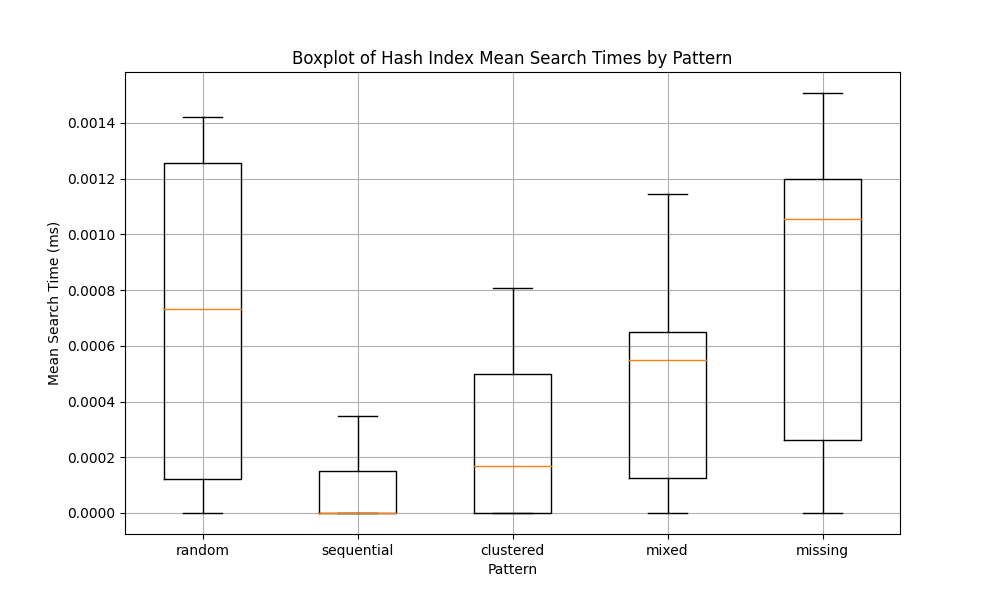 Boxplot of Hash Index Mean Search Times by Pattern
Mean Search Time (ms)
0.0014
0.0012
0.0010
0.0008
0.0006
0.0004
0.0002
0.0000
random sequential clustered mixed missing
Pattern